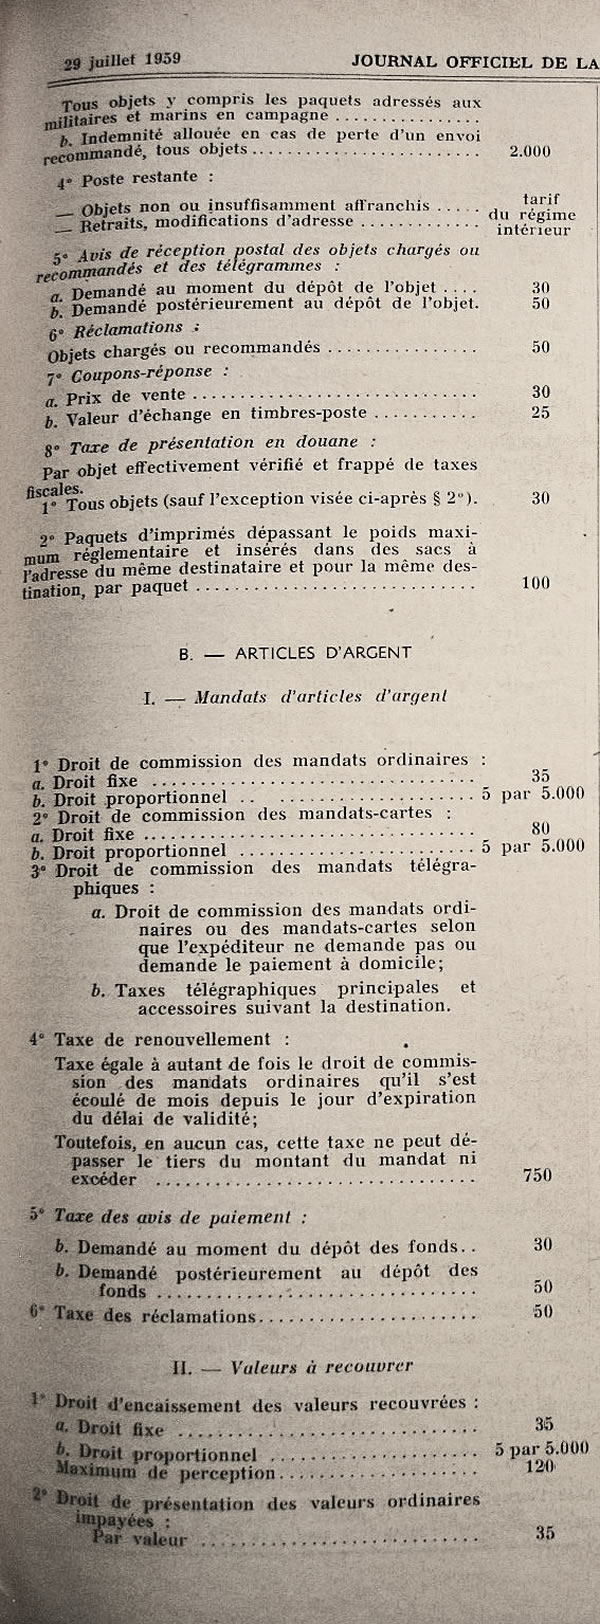 29 juillet 1959 JOURNAL OFFICIEL DE LA
Tous objets y compris les paquets adressés aux
militaires et marins en campagne ................
b. Indemnité allouée en cas de perte d'un envoi
recommandé, tous objets ........................ 2.000
4° Poste restante :
— Objets non ou insuffisamment affranchis ..... tarif
— Retraits, modifications d'adresse ............. du régime
intérieur
5° Avis de réception postal des objets chargés ou
recommandés et des télégrammes :
a. Demandé au moment du dépôt de l'objet .... 30
b. Demandé postérieurement au dépôt de l'objet. 50
6° Réclamations :
Objets chargés ou recommandés ................ 50
7° Coupons-réponse :
a. Prix de vente .............................. 30
b. Valeur d'échange en timbres-poste ........... 25
8° Taxe de présentation en douane :
Par objet effectivement vérifié et frappé de taxes
fiscales.
1° Tous objets (sauf l'exception visée ci-après § 2°). 30
2° Paquets d'imprimés dépassant le poids maxi-
mum réglementaire et insérés dans des sacs à
l'adresse du même destinataire et pour la même des-
tination, par paquet ............................. 100
B. — ARTICLES D'ARGENT
I. — Mandats d'articles d'argent
1° Droit de commission des mandats ordinaires :
a. Droit fixe .................................. 35
b. Droit proportionnel .. .................... 5 par 5.000
2° Droit de commission des mandats-cartes :
a. Droit fixe .................................. 80
b. Droit proportionnel ........................ 5 par 5.000
3° Droit de commission des mandats télégra-
phiques :
a. Droit de commission des mandats ordi-
naires ou des mandats-cartes selon
que l'expéditeur ne demande pas ou
demande le paiement à domicile;
b. Taxes télégraphiques principales et
accessoires suivant la destination.
4° Taxe de renouvellement :
Taxe égale à autant de fois le droit de commis-
sion des mandats ordinaires qu'il s'est
écoulé de mois depuis le jour d'expiration
du délai de validité;
Toutefois, en aucun cas, cette taxe ne peut dé-
passer le tiers du montant du mandat ni
excéder .................................. 750
5° Taxe des avis de paiement :
b. Demandé au moment du dépôt des fonds.. 30
b. Demandé postérieurement au dépôt des
fonds .................................. 50
6° Taxe des réclamations....................... 50
II. — Valeurs à recouvrer
1° Droit d'encaissement des valeurs recouvrées :
a. Droit fixe ................................ 35
b. Droit proportionnel ...................... 5 par 5.000
Maximum de perception..................... 120
2° Droit de présentation des valeurs ordinaires
impayées :
Par valeur ............................... 35